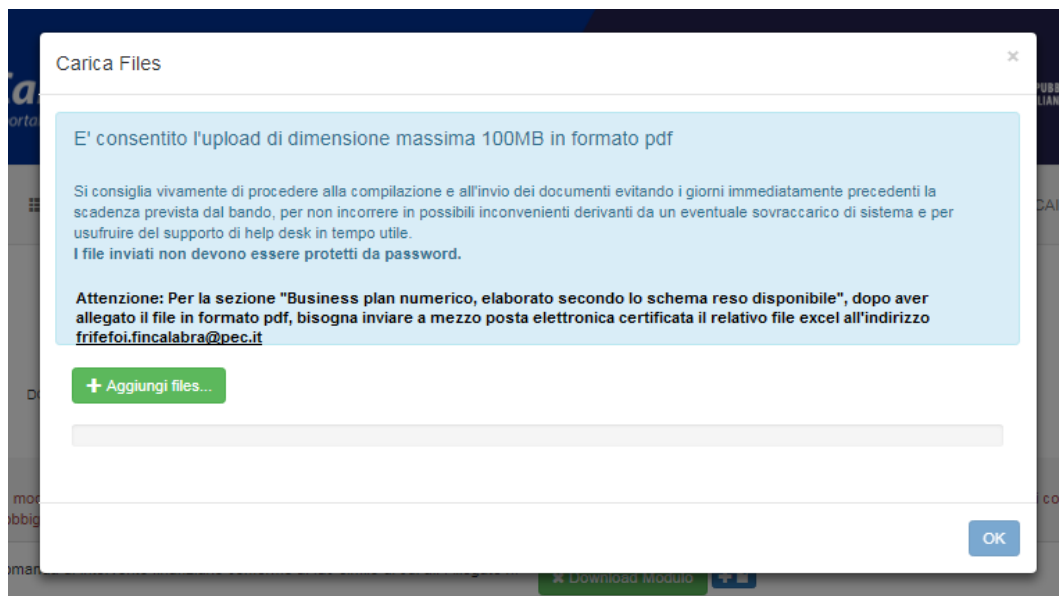 Carica Files
×
E' consentito l'upload di dimensione massima 100MB in formato pdf
Si consiglia vivamente di procedere alla compilazione e all'invio dei documenti evitando i giorni immediatamente precedenti la
scadenza prevista dal bando, per non incorrere in possibili inconvenienti derivanti da un eventuale sovraccarico di sistema e per
usufruire del supporto di help desk in tempo utile.
I file inviati non devono essere protetti da password.
Attenzione: Per la sezione "Business plan numerico, elaborato secondo lo schema reso disponibile", dopo aver
allegato il file in formato pdf, bisogna inviare a mezzo posta elettronica certificata il relativo file excel all'indirizzo
frifefoi.fincalabra@pec.it
Aggiungi files...
OK
Download Modulo